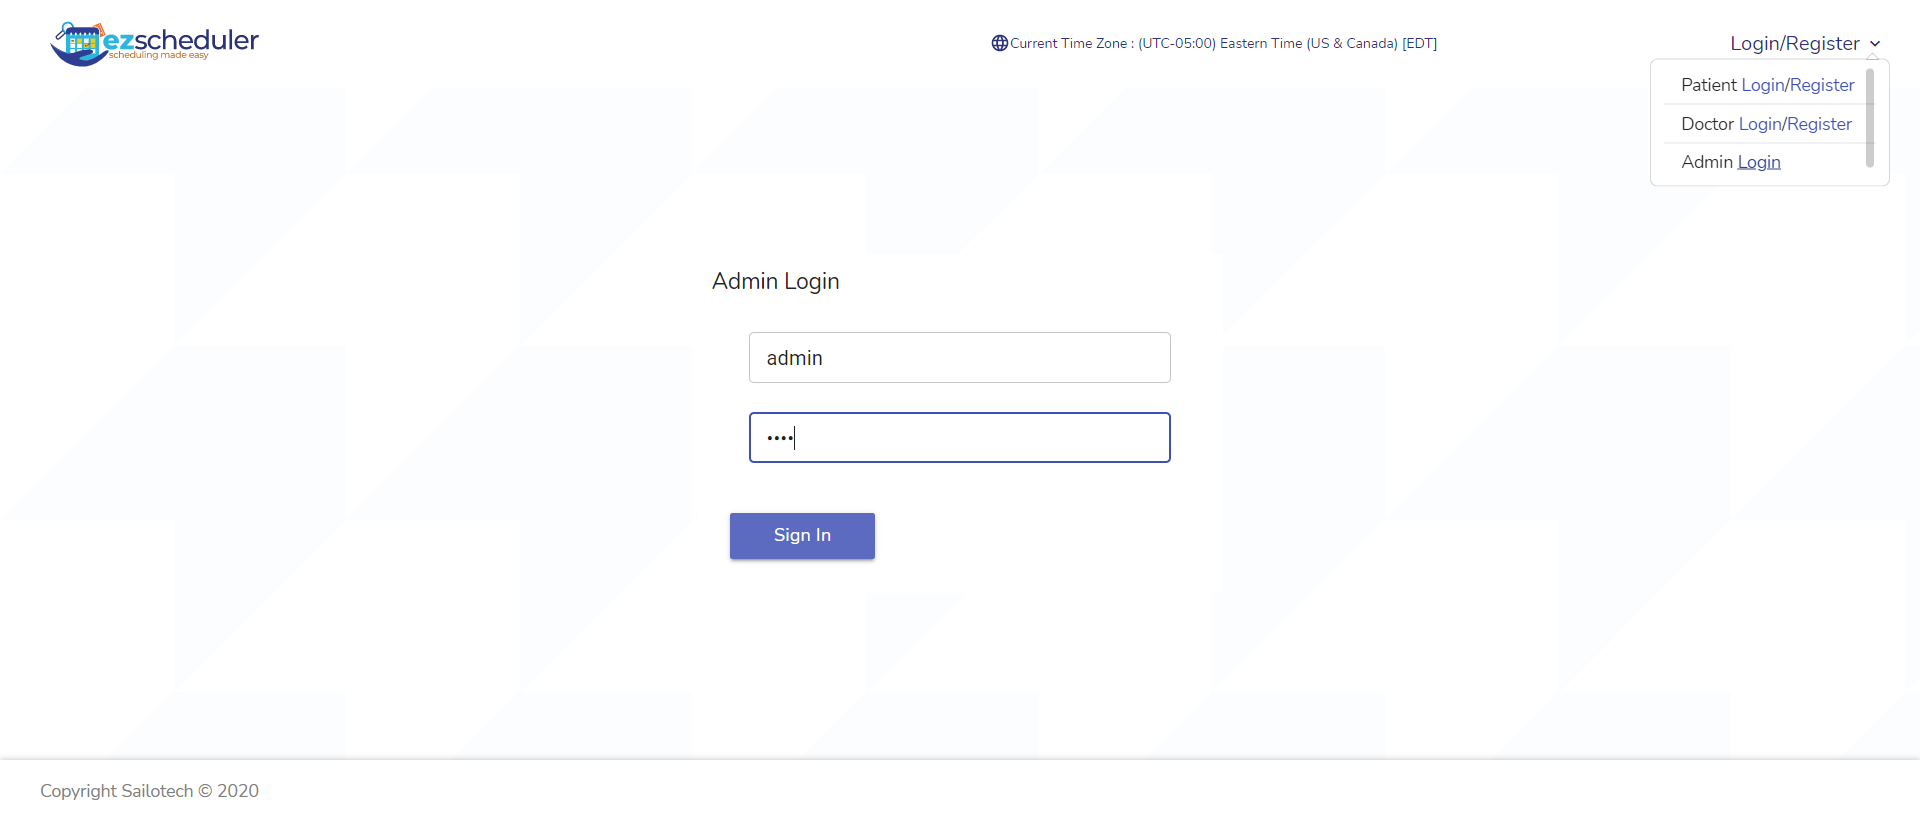 ezscheduler
scheduling made easy
Current Time Zone : (UTC-05:00) Eastern Time (US & Canada) [EDT]
Login/Register
Patient Login/Register
Doctor Login/Register
Admin Login
Admin Login
admin
••••
Sign In
Copyright Sailotech © 2020